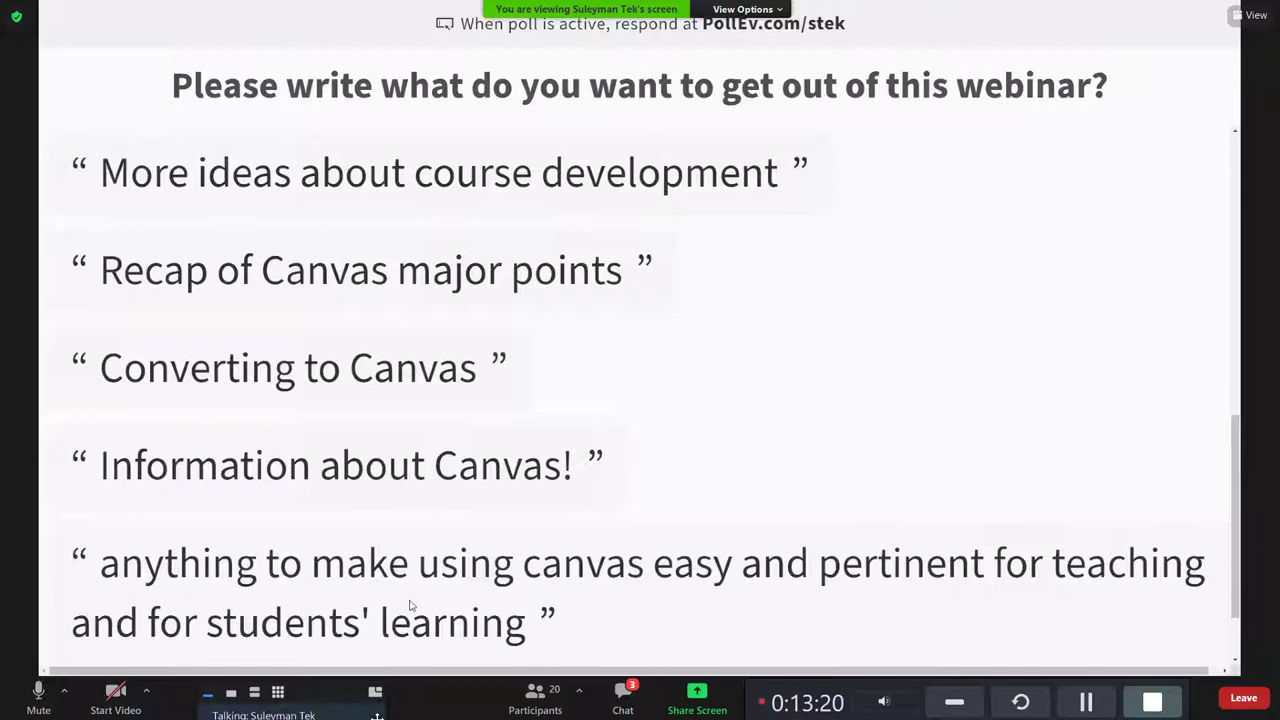 You are viewing Suleyman Tek's screen
View Options
View
When poll is active, respond at PollEv.com/stek
Please write what do you want to get out of this webinar?
“ More ideas about course development ”
“ Recap of Canvas major points ”
“ Converting to Canvas ”
“ Information about Canvas! ”
“ anything to make using canvas easy and pertinent for teaching
and for students' learning ”
Mute
Start Video
Talking: Suleyman Tek
20
Participants
3
Chat
Share Screen
0:13:20
Leave